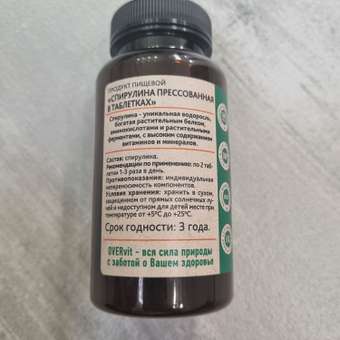 ПРОДУКТ ПИЩЕВОЙ
«СПИРУЛИНА ПРЕССОВАННАЯ
В ТАБЛЕТКАХ»
Спирулина - уникальная водоросль,
богатая растительным белком,
аминокислотами и растительными
ферментами, с высоким содержанием
витаминов и минералов.
Состав: спирулина.
Рекомендации по применению: по 2 таб-
летки 1-3 раза в день.
Противопоказание: индивидуальная
непереносимость компонентов.
Условия хранения: хранить в сухом,
защищенном от прямых солнечных лу-
чей и недоступном для детей месте при
температуре от +5°С до +25°С.
Срок годности: 3 года.
OVERvit - вся сила природы
с заботой о Вашем здоровье